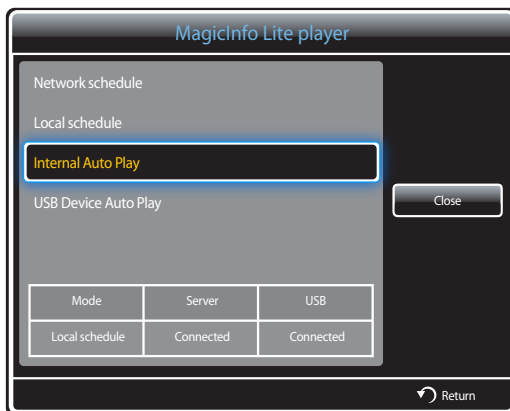 MagicInfo Lite player
Network schedule
Local schedule
Internal Auto Play
USB Device Auto Play
Close
Mode Server USB
Local schedule Connected Connected
Return